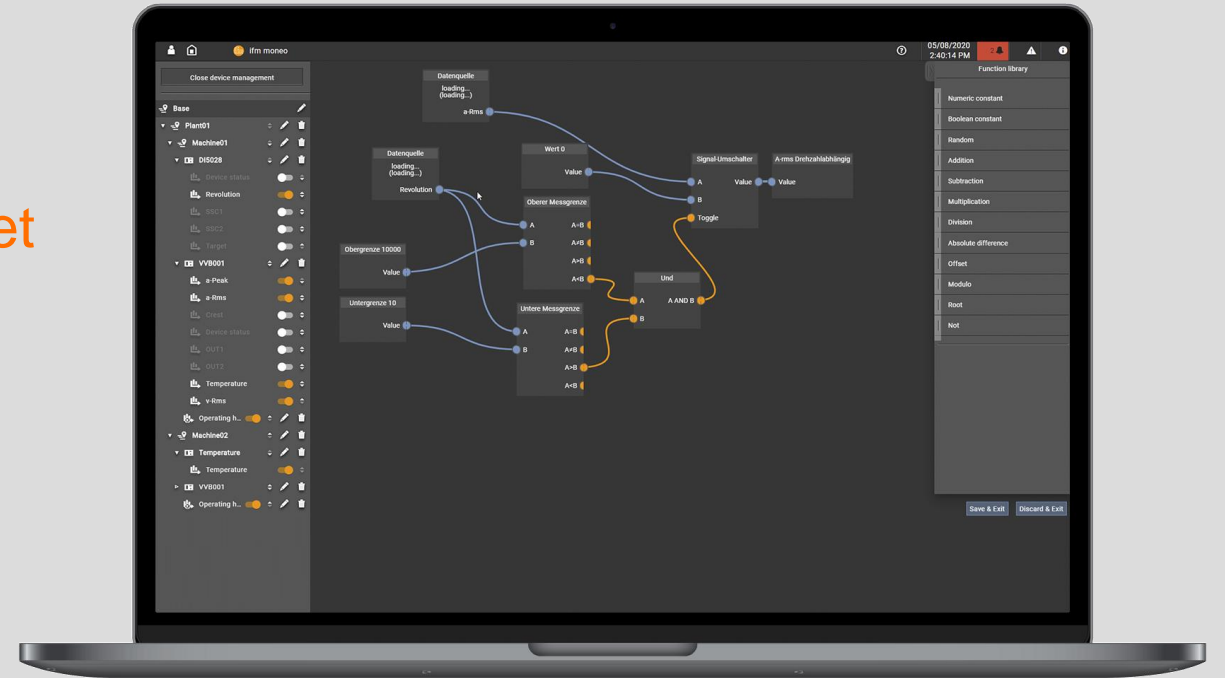 et
ifm moneo
05/08/2020
2:40:14 PM
2
Close device management
Base
Plant01
Machine01
DI5028
Device status
Revolution
SSC1
SSC2
Target
VVB001
a-Peak
a-Rms
Crest
Device status
OUT1
OUT2
Temperature
v-Rms
Operating h...
Machine02
Temperature
Temperature
VVB001
Operating h...
Datenquelle
loading...
(loading...)
a-Rms
Datenquelle
loading...
(loading...)
Revolution
Wert 0
Value
Obergrenze 10000
Value
Untergrenze 10
Value
Oberer Messgrenze
A A=B
B A≠B
A>B
A<B
Untere Messgrenze
A A=B
B A≠B
A>B
A<B
Und
A A AND B
B
Signal-Umschalter
A Value
B
Toggle
A-rms Drehzahlabhängig
Value
Function library
Numeric constant
Boolean constant
Random
Addition
Subtraction
Multiplication
Division
Absolute difference
Offset
Modulo
Root
Not
Save & Exit
Discard & Exit